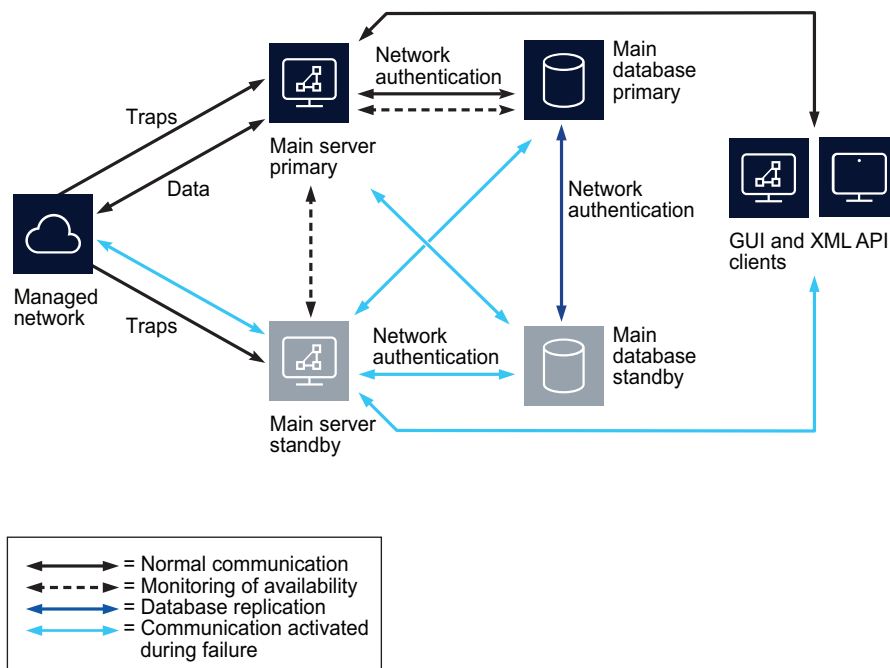 Network
authentication
Main
database
primary
Traps
Main server
primary
Data
Network
authentication
GUI and XML API
clients
Managed
network
Traps
Network
authentication
Main
database
standby
Main server
standby
= Normal communication
= Monitoring of availability
= Database replication
= Communication activated
during failure